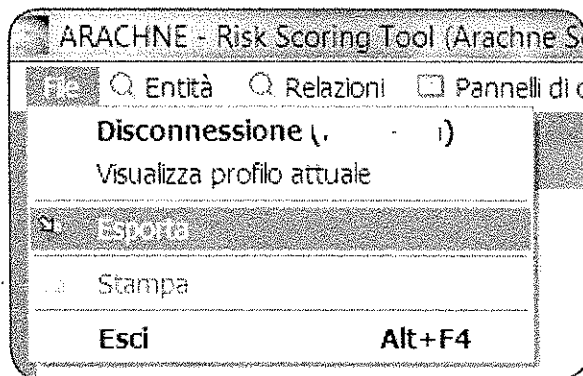 ARACHNE - Risk Scoring Tool (Arachne S
File Entità Relazioni Pannelli di c
Disconnessione (
Visualizza profilo attuale
Esporta
Stampa
Esci Alt+F4